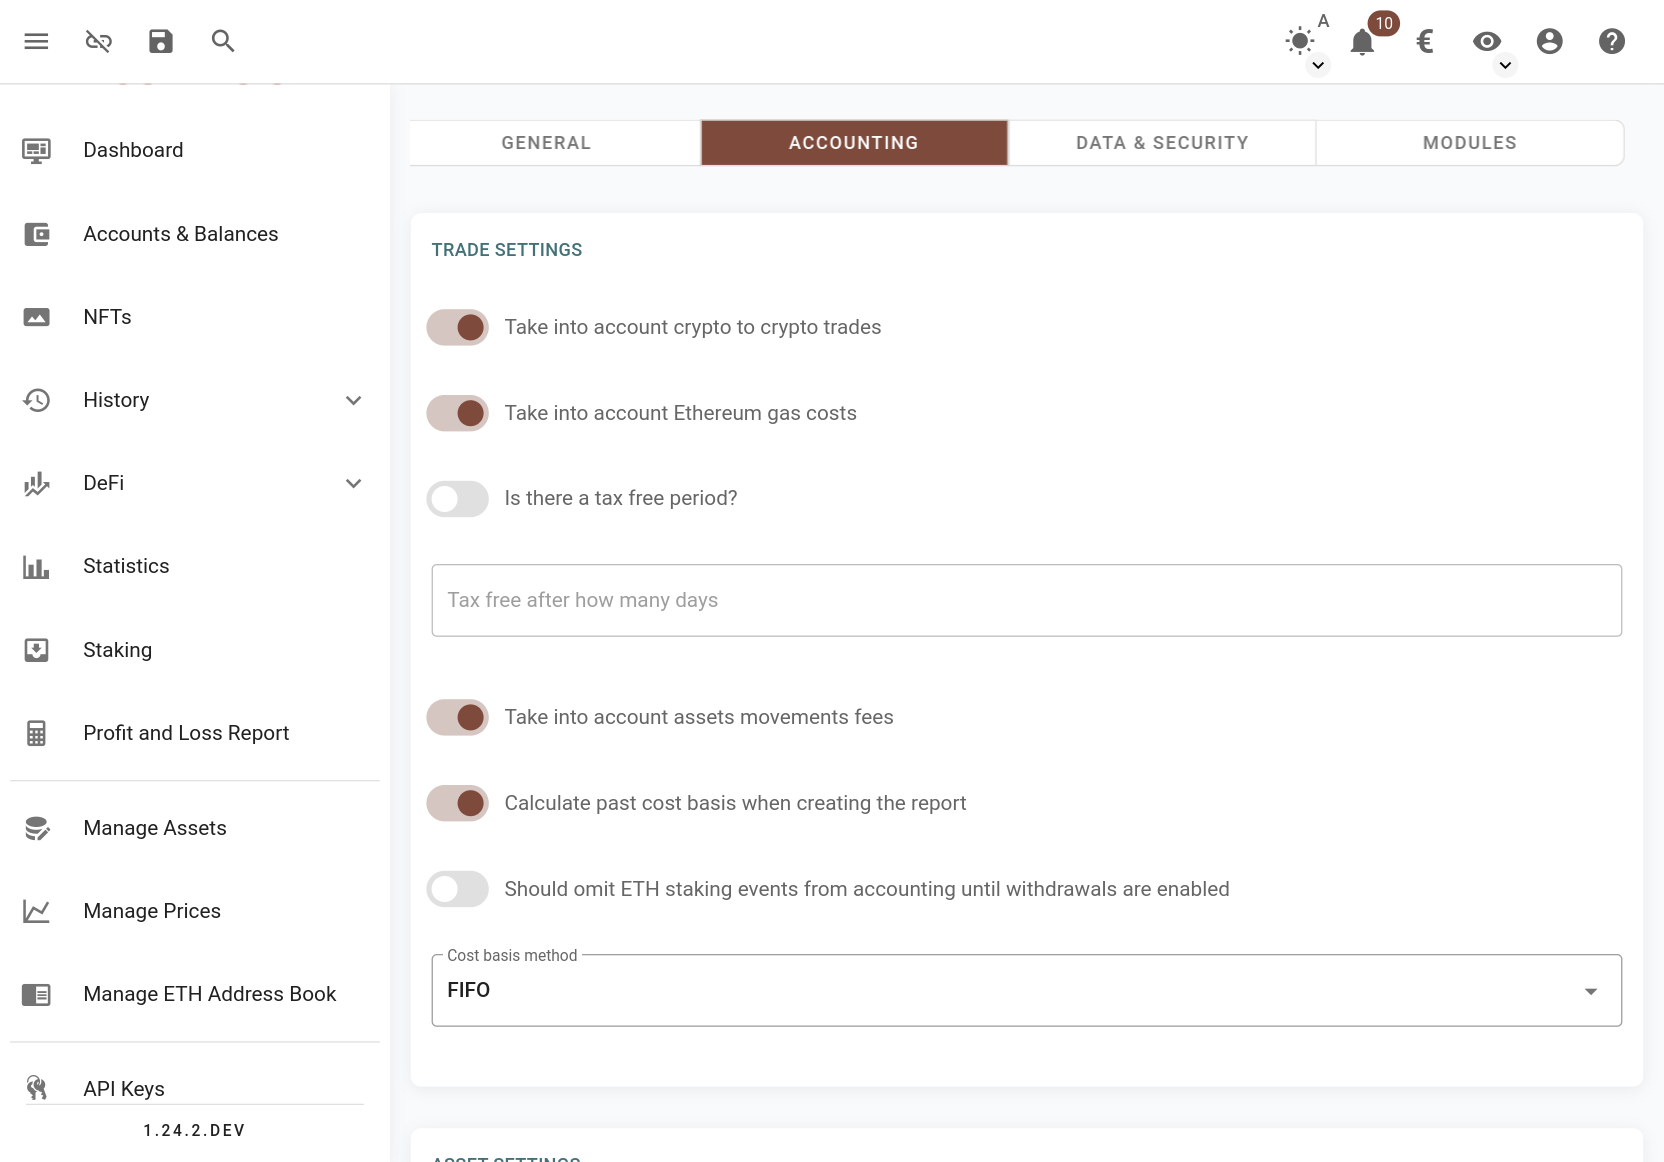 A
10
€
Dashboard
Accounts & Balances
NFTs
History
DeFi
Statistics
Staking
Profit and Loss Report
Manage Assets
Manage Prices
Manage ETH Address Book
API Keys
1.24.2.DEV
GENERAL
ACCOUNTING
DATA & SECURITY
MODULES
TRADE SETTINGS
Take into account crypto to crypto trades
Take into account Ethereum gas costs
Is there a tax free period?
Tax free after how many days
Take into account assets movements fees
Calculate past cost basis when creating the report
Should omit ETH staking events from accounting until withdrawals are enabled
Cost basis method
FIFO
ASSET SETTINGS